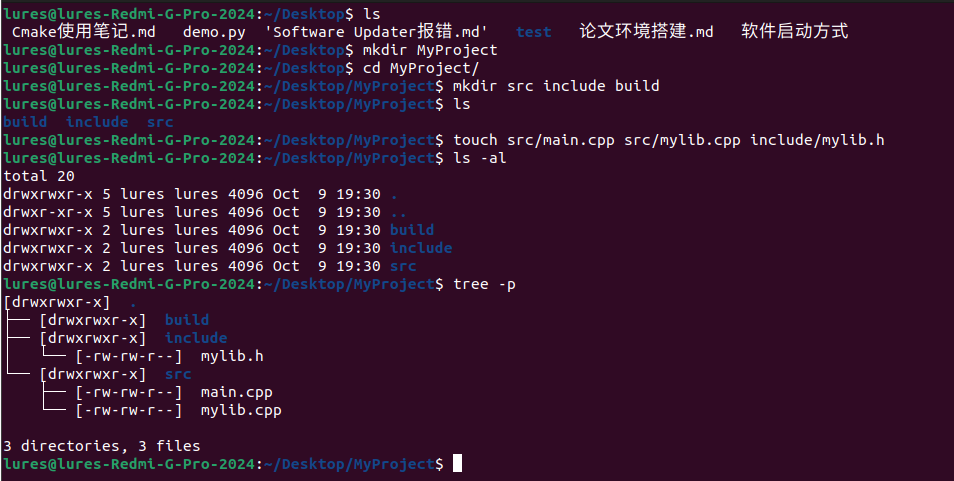 lures@lures-Redmi-G-Pro-2024:~/Desktop$ ls
 Cmake使用笔记.md   demo.py  'Software Updater报错.md'   test   论文环境搭建.md   软件启动方式
lures@lures-Redmi-G-Pro-2024:~/Desktop$ mkdir MyProject
lures@lures-Redmi-G-Pro-2024:~/Desktop$ cd MyProject/
lures@lures-Redmi-G-Pro-2024:~/Desktop/MyProject$ mkdir src include build
lures@lures-Redmi-G-Pro-2024:~/Desktop/MyProject$ ls
build  include  src
lures@lures-Redmi-G-Pro-2024:~/Desktop/MyProject$ touch src/main.cpp src/mylib.cpp include/mylib.h
lures@lures-Redmi-G-Pro-2024:~/Desktop/MyProject$ ls -al
total 20
drwxrwxr-x 5 lures lures 4096 Oct  9 19:30 .
drwxr-xr-x 5 lures lures 4096 Oct  9 19:30 ..
drwxrwxr-x 2 lures lures 4096 Oct  9 19:30 build
drwxrwxr-x 2 lures lures 4096 Oct  9 19:30 include
drwxrwxr-x 2 lures lures 4096 Oct  9 19:30 src
lures@lures-Redmi-G-Pro-2024:~/Desktop/MyProject$ tree -p
[drwxrwxr-x]  .
├── [drwxrwxr-x]  build
├── [drwxrwxr-x]  include
│   └── [-rw-rw-r--]  mylib.h
└── [drwxrwxr-x]  src
    ├── [-rw-rw-r--]  main.cpp
    └── [-rw-rw-r--]  mylib.cpp
3 directories, 3 files
lures@lures-Redmi-G-Pro-2024:~/Desktop/MyProject$